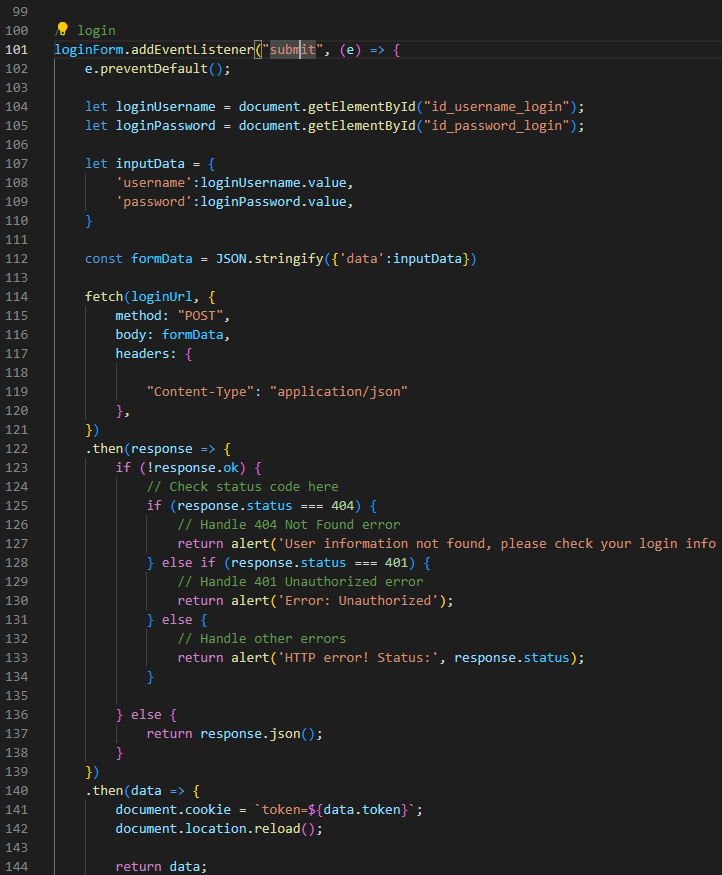 99
100 // login
101 loginForm.addEventListener("submit", (e) => {
102 e.preventDefault();
103
104 let loginUsername = document.getElementById("id_username_login");
105 let loginPassword = document.getElementById("id_password_login");
106
107 let inputData = {
108 'username':loginUsername.value,
109 'password':loginPassword.value,
110 }
111
112 const formData = JSON.stringify({'data':inputData})
113
114 fetch(loginUrl, {
115 method: "POST",
116 body: formData,
117 headers: {
118
119 "Content-Type": "application/json"
120 },
121 })
122 .then(response => {
123 if (!response.ok) {
124 // Check status code here
125 if (response.status === 404) {
126 // Handle 404 Not Found error
127 return alert('User information not found, please check your login info
128 } else if (response.status === 401) {
129 // Handle 401 Unauthorized error
130 return alert('Error: Unauthorized');
131 } else {
132 // Handle other errors
133 return alert('HTTP error! Status:', response.status);
134 }
135
136 } else {
137 return response.json();
138 }
139 })
140 .then(data => {
141 document.cookie = `token=${data.token}`;
142 document.location.reload();
143
144 return data;